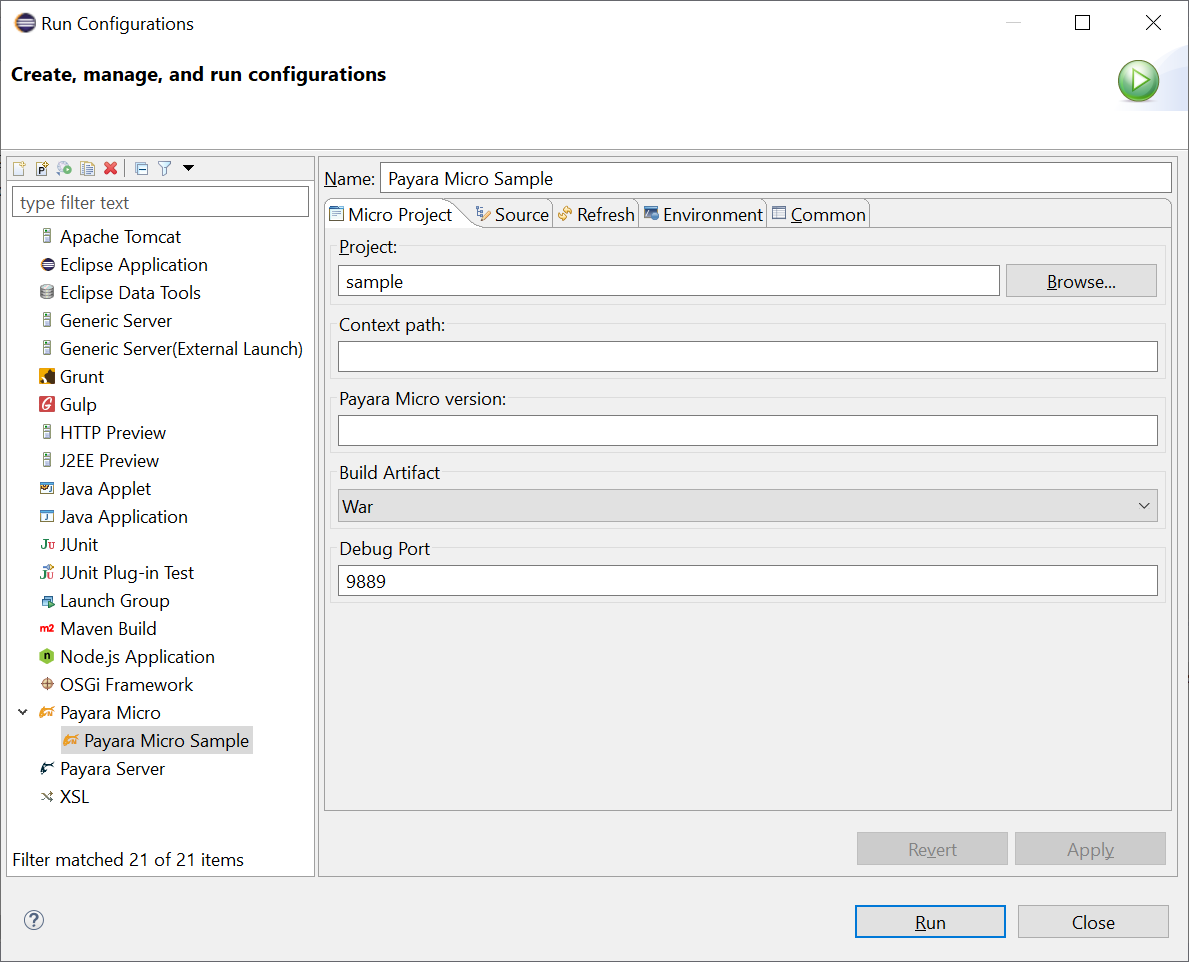 Run Configurations
Create, manage, and run configurations
type filter text
Apache Tomcat
Eclipse Application
Eclipse Data Tools
Generic Server
Generic Server(External Launch)
Grunt
Gulp
HTTP Preview
J2EE Preview
Java Applet
Java Application
JUnit
JUnit Plug-in Test
Launch Group
Maven Build
Node.js Application
OSGi Framework
Payara Micro
Payara Micro Sample
Payara Server
XSL
Filter matched 21 of 21 items
Name: Payara Micro Sample
Micro Project Source Refresh Environment Common
Project:
sample Browse...
Context path:
Payara Micro version:
Build Artifact
War
Debug Port
9889
Revert Apply
Run Close